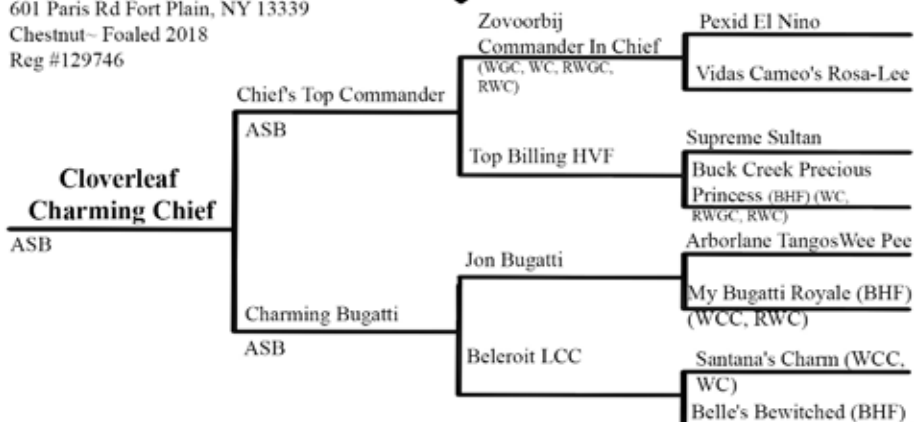 601 Paris Rd Fort Plain, NY 13339
Chestnut~ Foaled 2018
Reg #129746
Cloverleaf
Charming Chief
ASB
Chief's Top Commander
ASB
Charming Bugatti
ASB
Zovoorbij
Commander In Chief
(WGC, WC, RWGC,
RWC)
Top Billing HVF
Jon Bugatti
Beleroit LCC
Pexid El Nino
Vidas Cameo's Rosa-Lee
Supreme Sultan
Buck Creek Precious
Princess (BHF) (WC,
RWGC, RWC)
Arborlane TangosWee Pee
My Bugatti Royale (BHF)
(WCC, RWC)
Santana's Charm (WCC,
WC)
Belle's Bewitched (BHF)